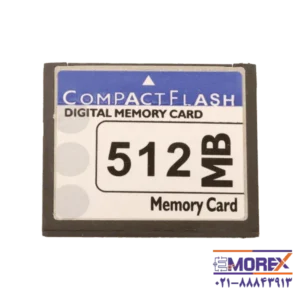 COMPACTFLASH
DIGITAL MEMORY CARD
512 MB
Memory Card
MOREX
۰۲۱-۸۸۸۴۳۹۱۳